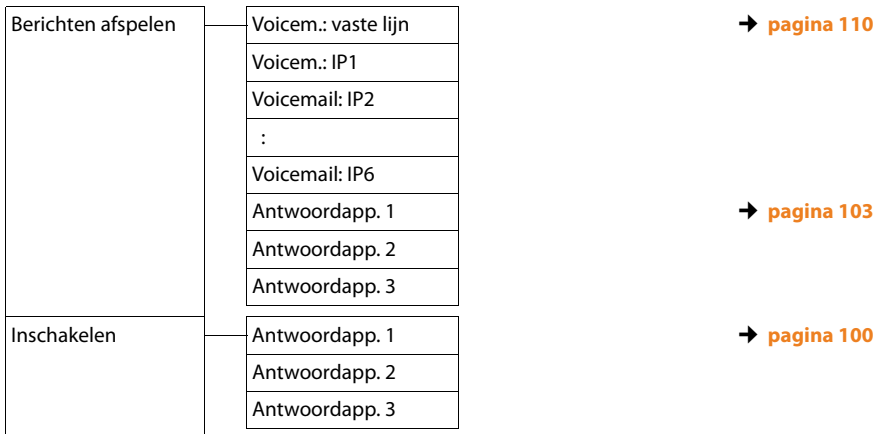 Berichten afspelen Voicem.: vaste lijn ➔ pagina 110
Voicem.: IP1
Voicemail: IP2
:
Voicemail: IP6
Antwoordapp. 1 ➔ pagina 103
Antwoordapp. 2
Antwoordapp. 3
Inschakelen Antwoordapp. 1 ➔ pagina 100
Antwoordapp. 2
Antwoordapp. 3